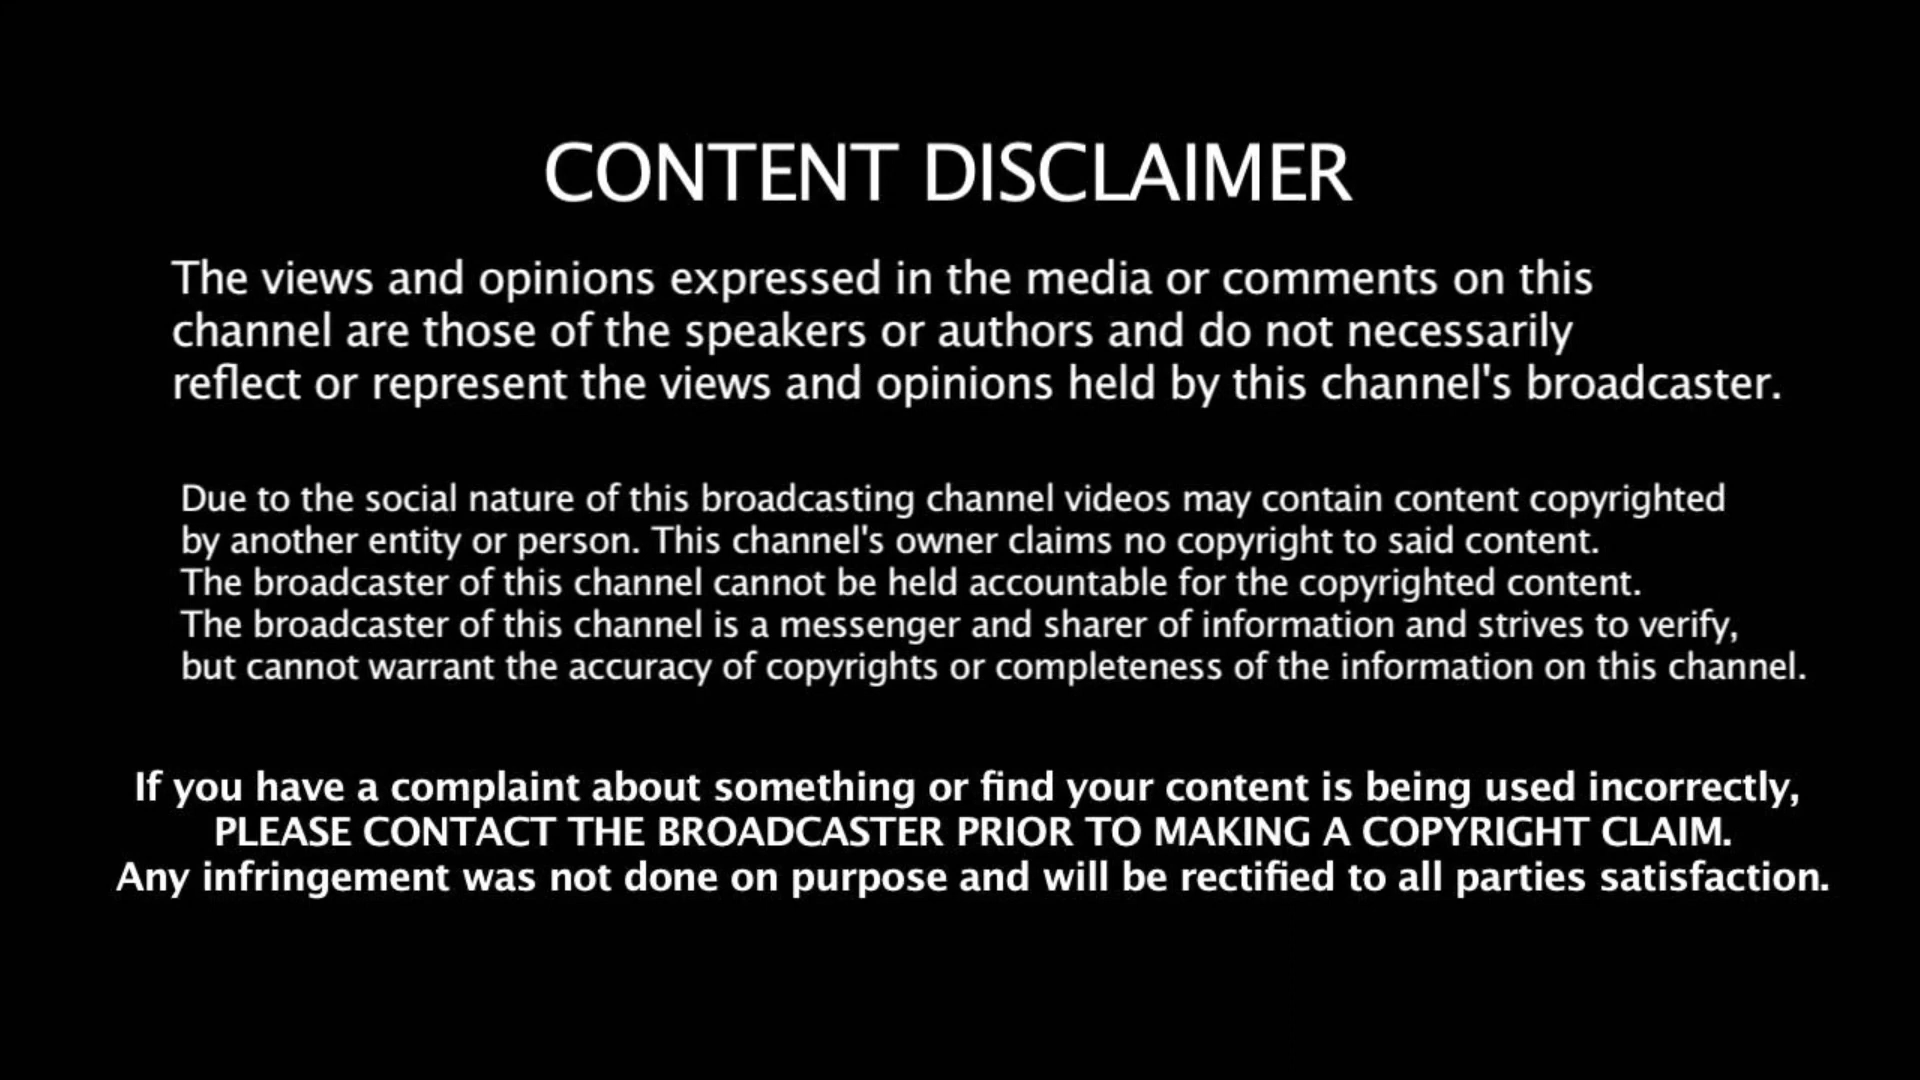 CONTENT DISCLAIMER
The views and opinions expressed in the media or comments on this
channel are those of the speakers or authors and do not necessarily
reflect or represent the views and opinions held by this channel's broadcaster.
Due to the social nature of this broadcasting channel videos may contain content copyrighted
by another entity or person. This channel's owner claims no copyright to said content.
The broadcaster of this channel cannot be held accountable for the copyrighted content.
The broadcaster of this channel is a messenger and sharer of information and strives to verify,
but cannot warrant the accuracy of copyrights or completeness of the information on this channel.
If you have a complaint about something or find your content is being used incorrectly,
PLEASE CONTACT THE BROADCASTER PRIOR TO MAKING A COPYRIGHT CLAIM.
Any infringement was not done on purpose and will be rectified to all parties satisfaction.